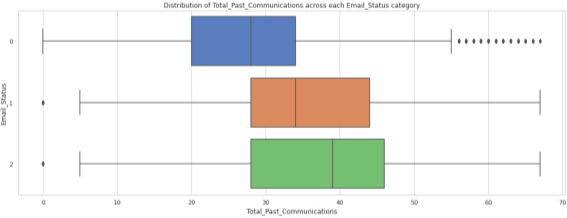 Distribution of Total_Past_Communications across each Email_Status category
Email_Status
0
1
2
0 10 20 30 40 50 60 70
Total_Past_Communications